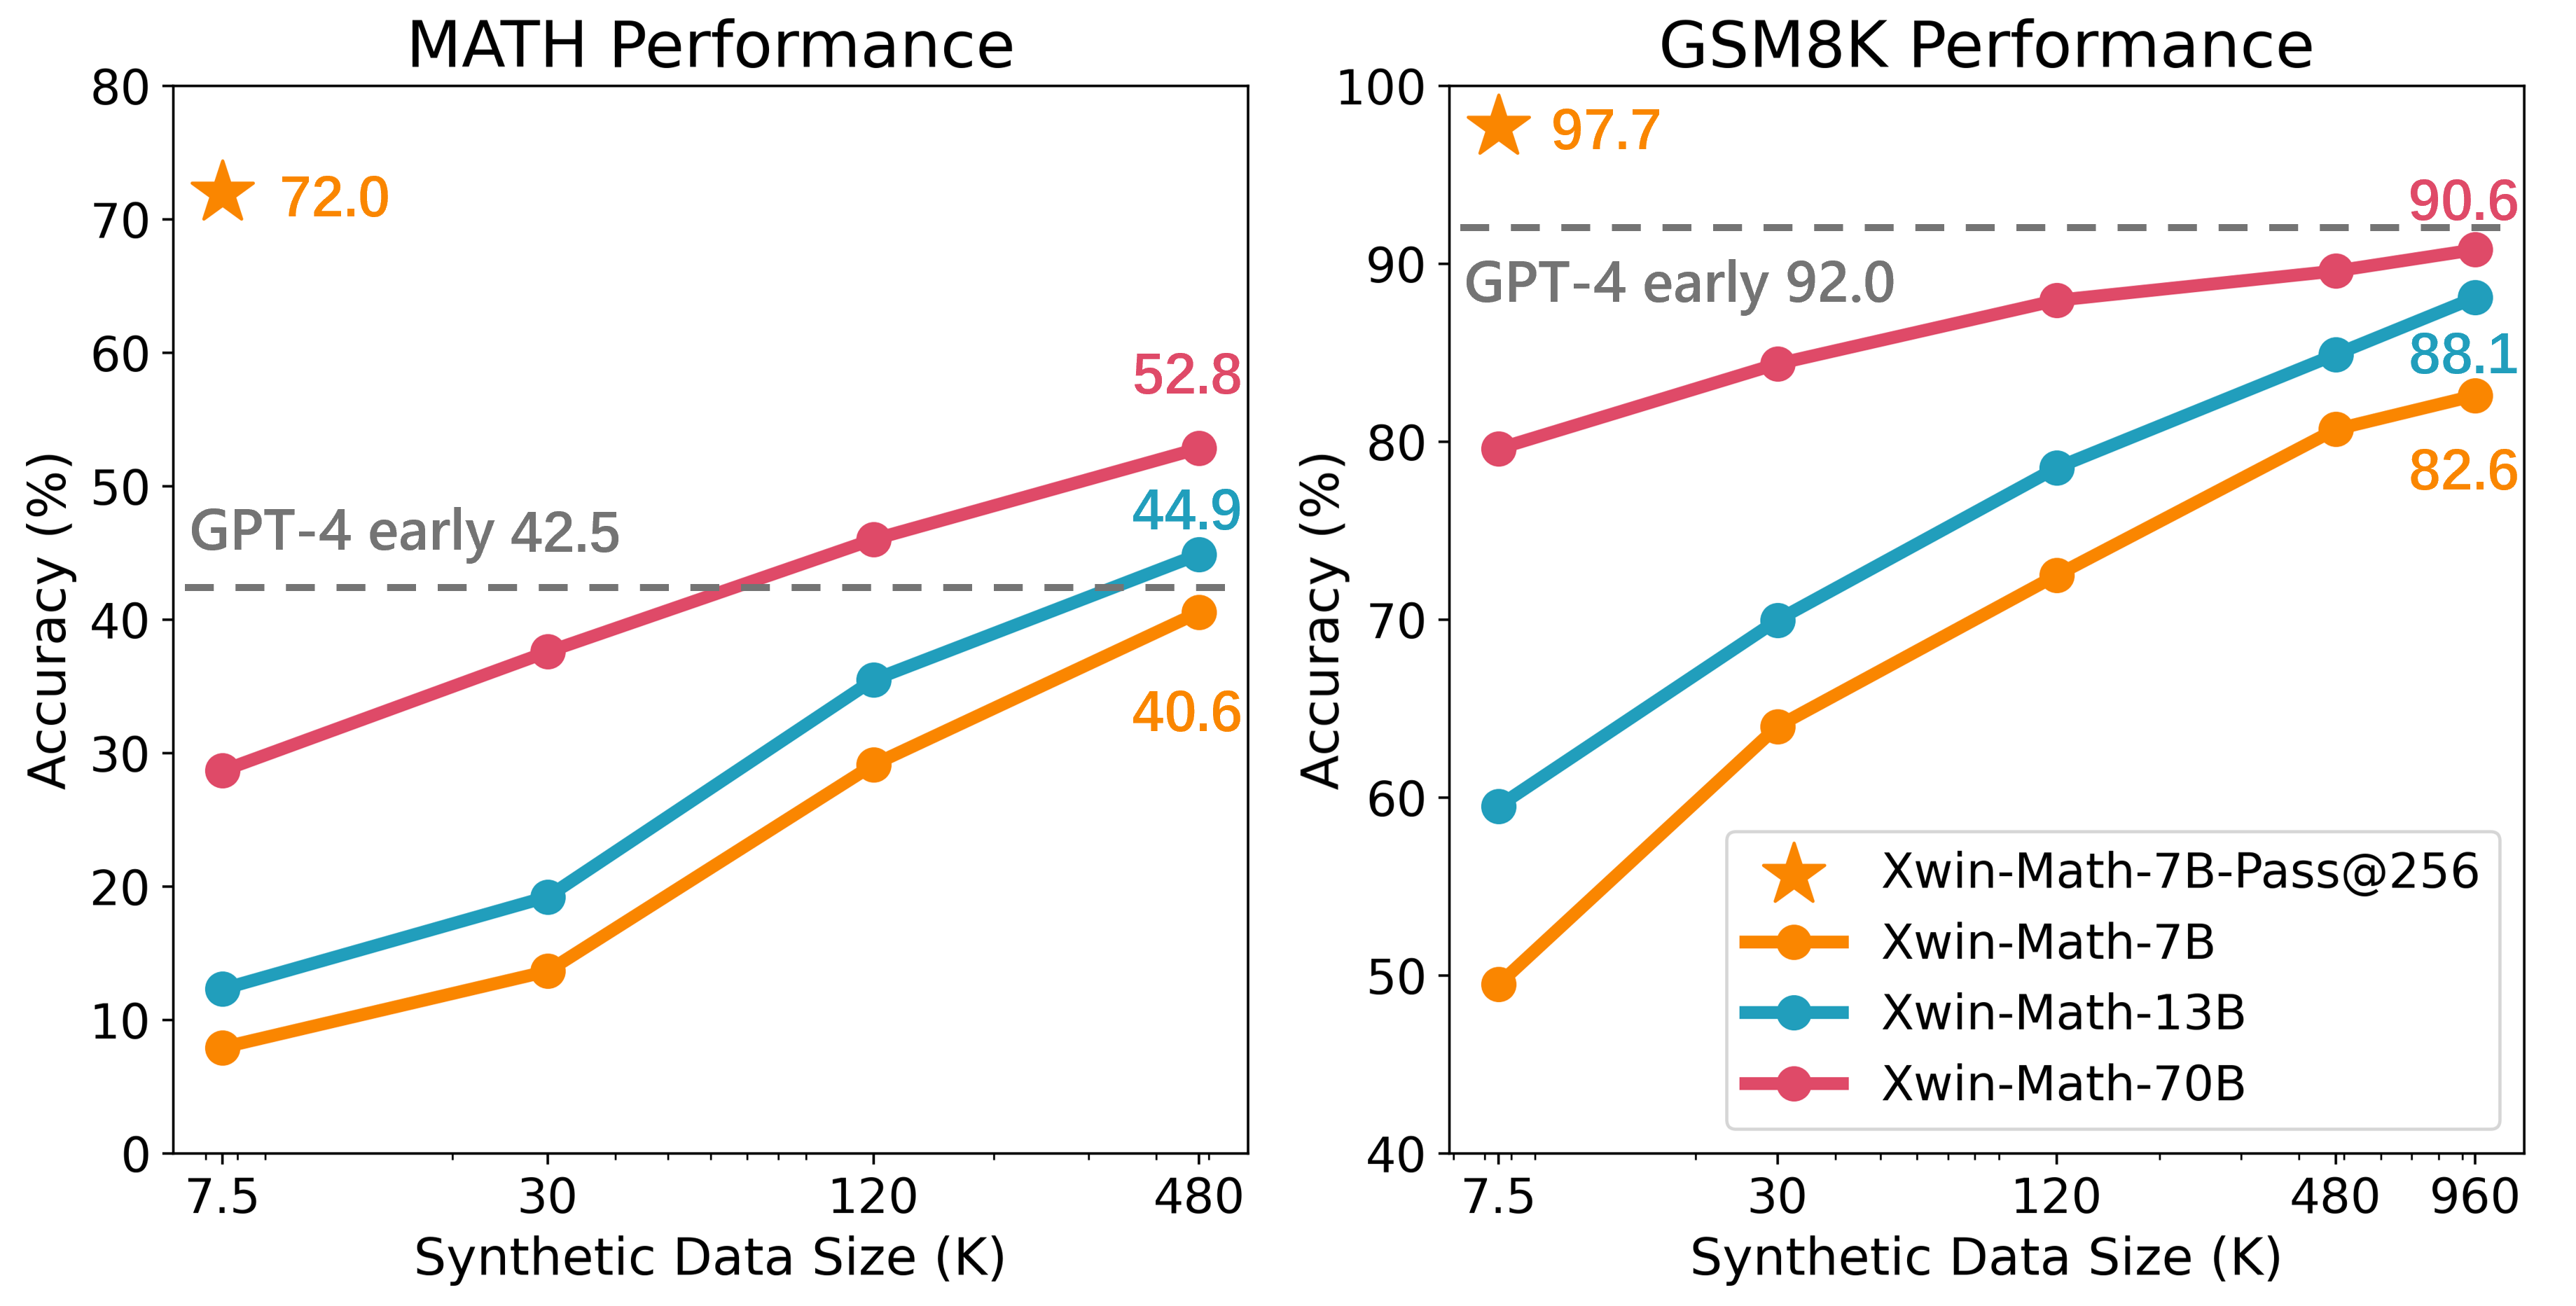 MATH Performance
80
70
60
50
40
30
20
10
0
Accuracy (%)
72.0
52.8
44.9
GPT-4 early 42.5
40.6
7.5 30 120 480
Synthetic Data Size (K)
GSM8K Performance
100
90
80
70
60
50
40
Accuracy (%)
97.7
90.6
GPT-4 early 92.0
88.1
82.6
Xwin-Math-7B-Pass@256
Xwin-Math-7B
Xwin-Math-13B
Xwin-Math-70B
7.5 30 120 480 960
Synthetic Data Size (K)